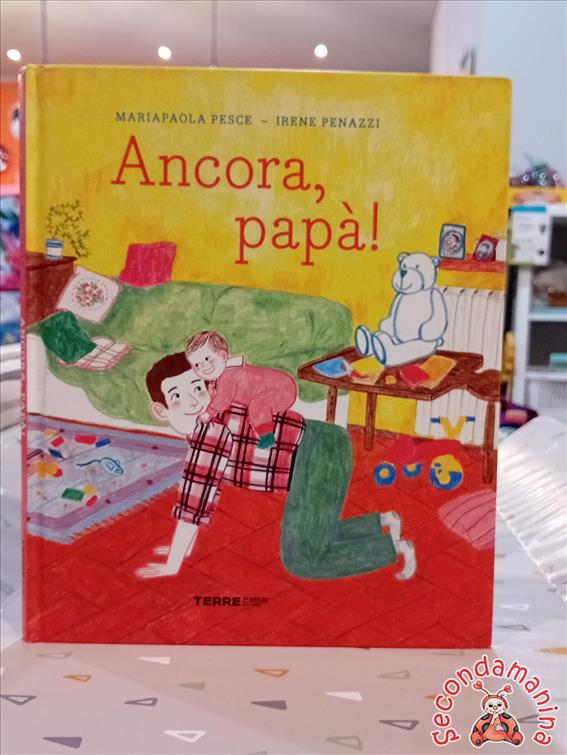 MARIAPAOLA PESCE ~ IRENE PENAZZI
Ancora,
papà!
TERRE
Secondamanina